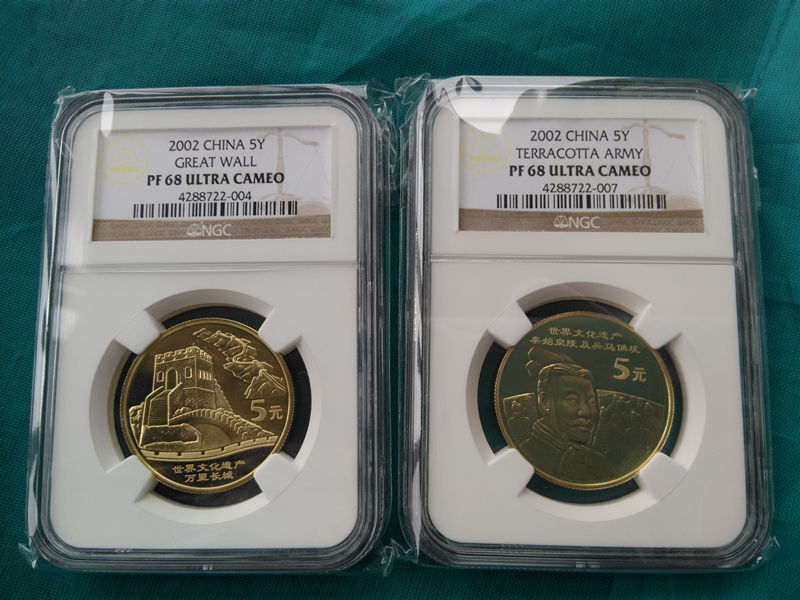 2002 CHINA 5Y
GREAT WALL
PF 68 ULTRA CAMEO
4288722-004
NGC
5元
世界文化遗产
万里长城
2002 CHINA 5Y
TERRACOTTA ARMY
PF 68 ULTRA CAMEO
4288722-007
NGC
世界文化遗产
秦始皇陵及兵马俑坑
5元